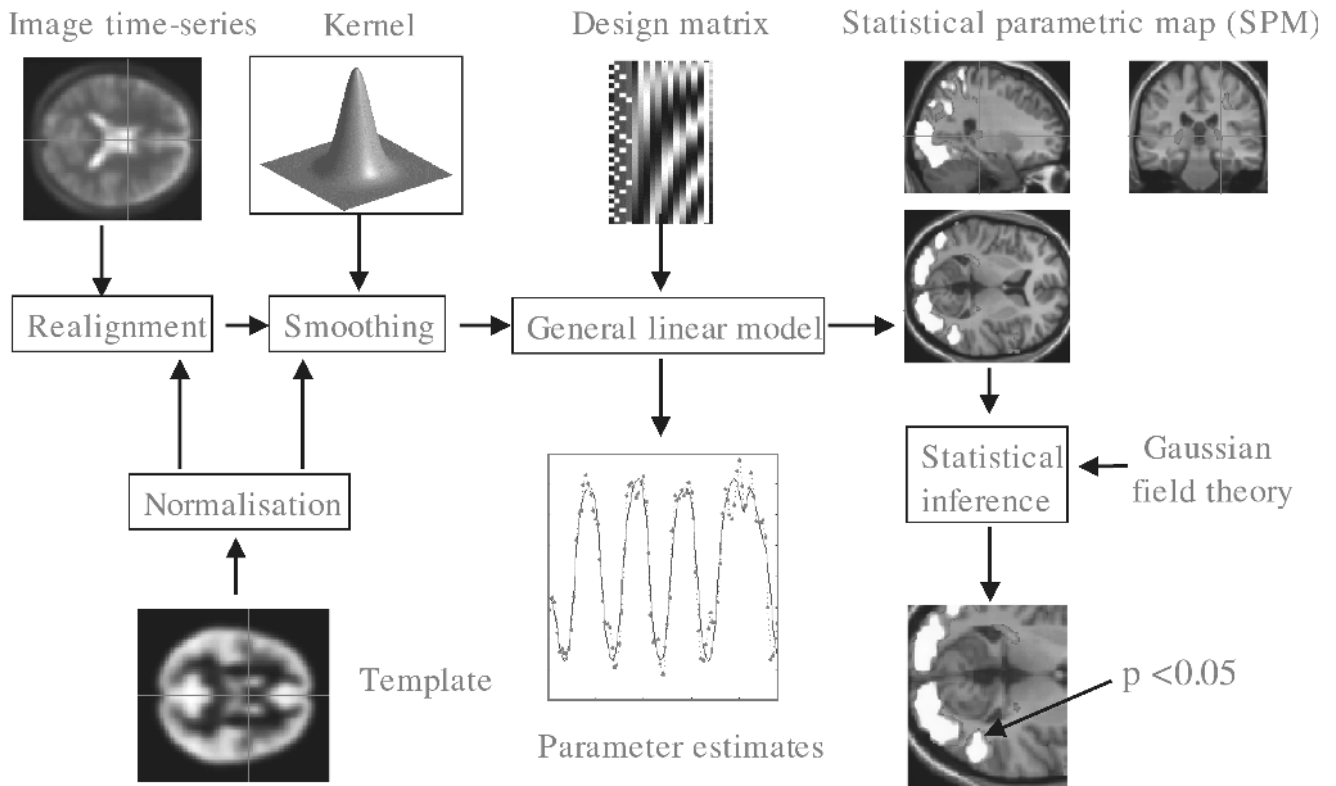 Image time-series
Kernel
Design matrix
Statistical parametric map (SPM)
Realignment
Smoothing
General linear model
Statistical
inference
Gaussian
field theory
Normalisation
Template
Parameter estimates
p <0.05